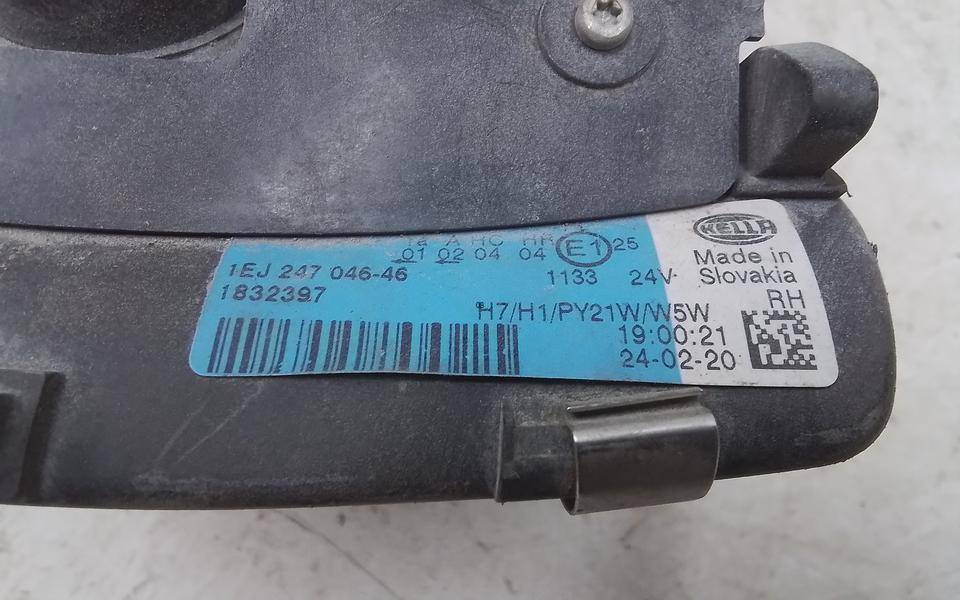 1a A HC HR
01 02 04 04 E1 25
1EJ 247 046-46 1133 24V
1832397
H7/H1/PY21W/W5W
19:00:21
24-02-20
HELLA
Made in
Slovakia
RH